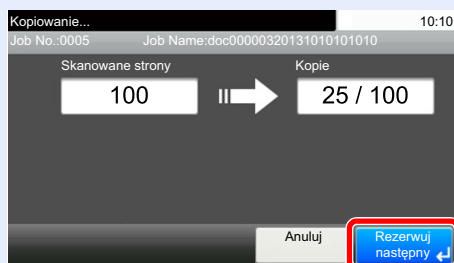 Kopiowanie... 10:10
Job No.:0005 Job Name:doc00000320131010101010
Skanowane strony Kopie
100 25 / 100
Anuluj Rezerwuj
następny